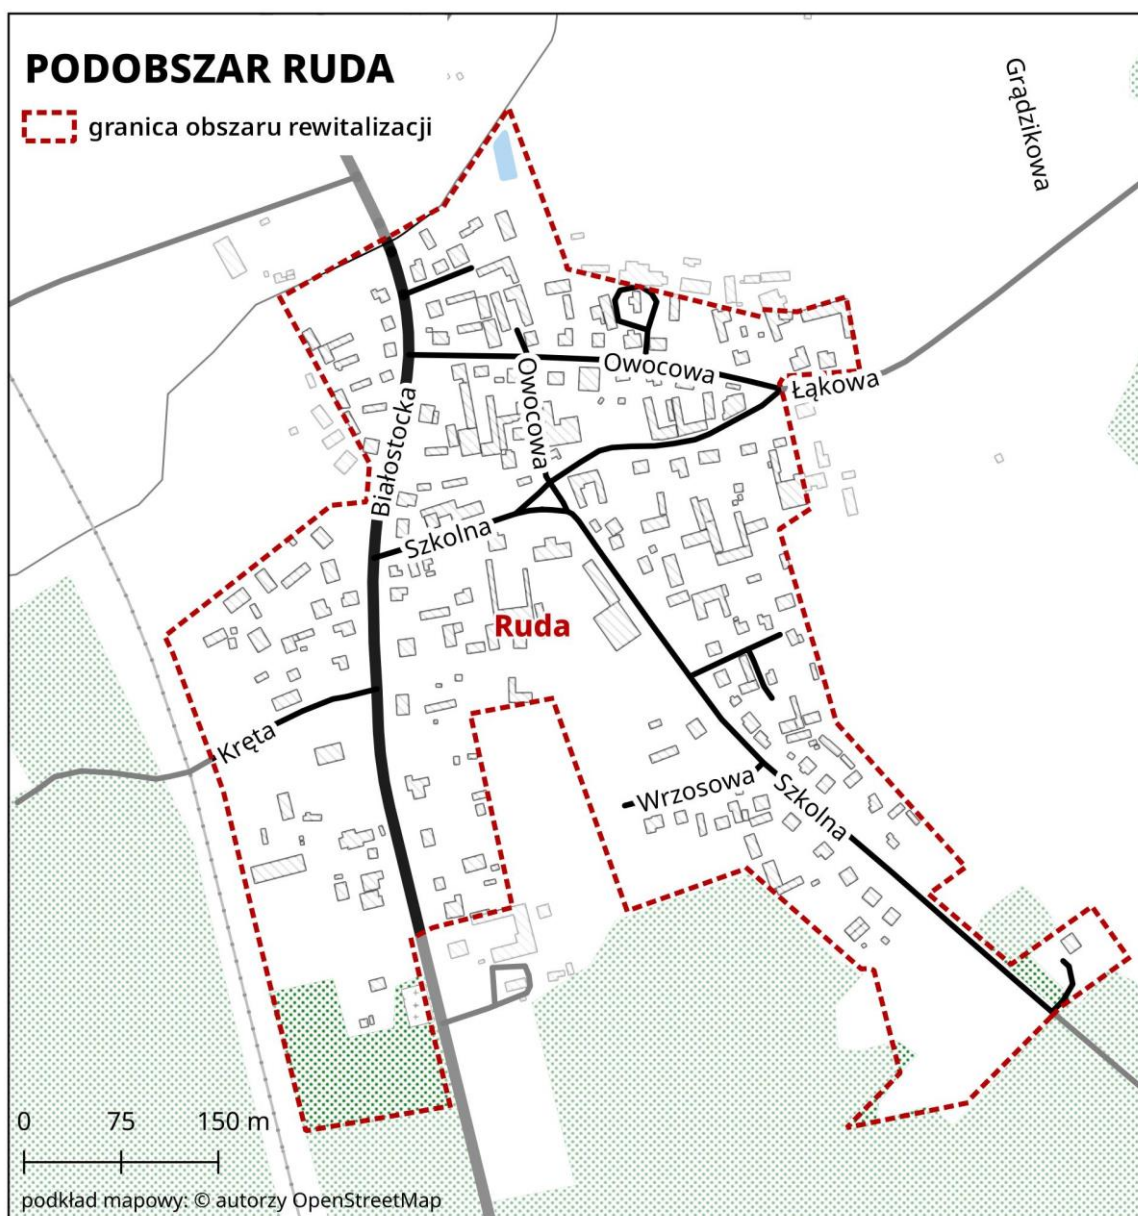 PODOBSZAR RUDA
granica obszaru rewitalizacji
Grądzikowa
Owocowa
Łąkowa
Owocowa
Białostocka
Szkolna
Ruda
Kręta
Wrzosowa
Szkolna
0 75 150 m
podkład mapowy: © autorzy OpenStreetMap